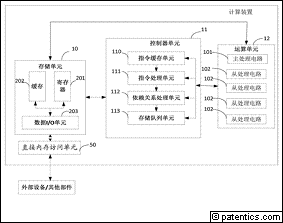 计算装置
10
存储单元
202
201
缓存
寄存器
203
数据I/O单元
50
直接内存访问单元
外部设备/其他部件
11
控制器单元
110
指令缓存单元
111
指令处理单元
112
依赖关系处理单元
113
存储队列单元
12
运算单元
101
主处理电路
102
从处理电路
102
从处理电路
102
从处理电路
102
从处理电路
© patentics.com